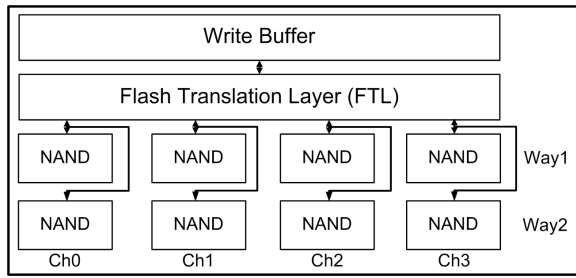 Write Buffer
Flash Translation Layer (FTL)
NAND NAND NAND NAND Way1
NAND NAND NAND NAND Way2
Ch0 Ch1 Ch2 Ch3